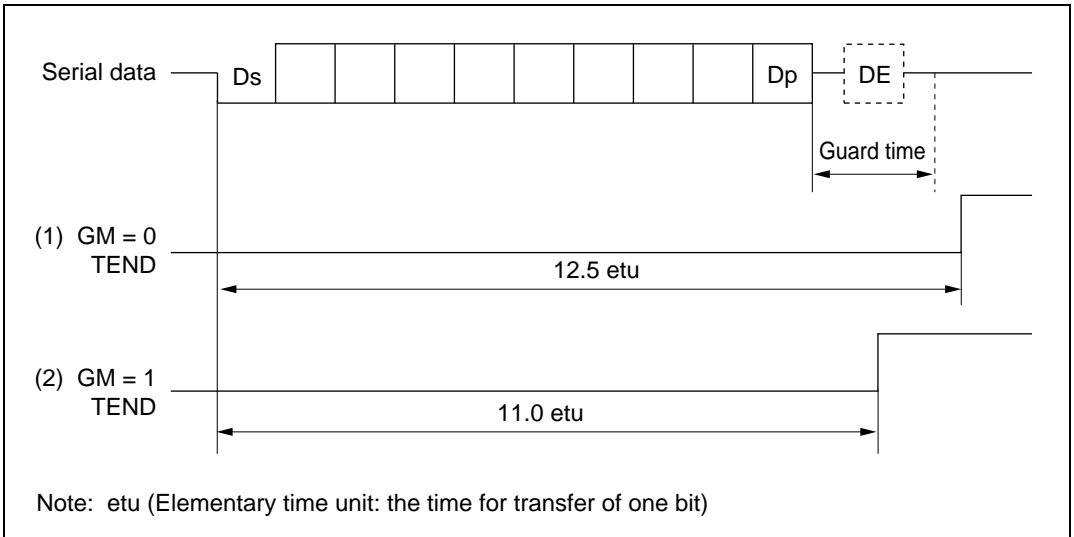 Serial data
Ds
Dp
DE
Guard time
(1) GM = 0
TEND
12.5 etu
(2) GM = 1
TEND
11.0 etu
Note: etu (Elementary time unit: the time for transfer of one bit)